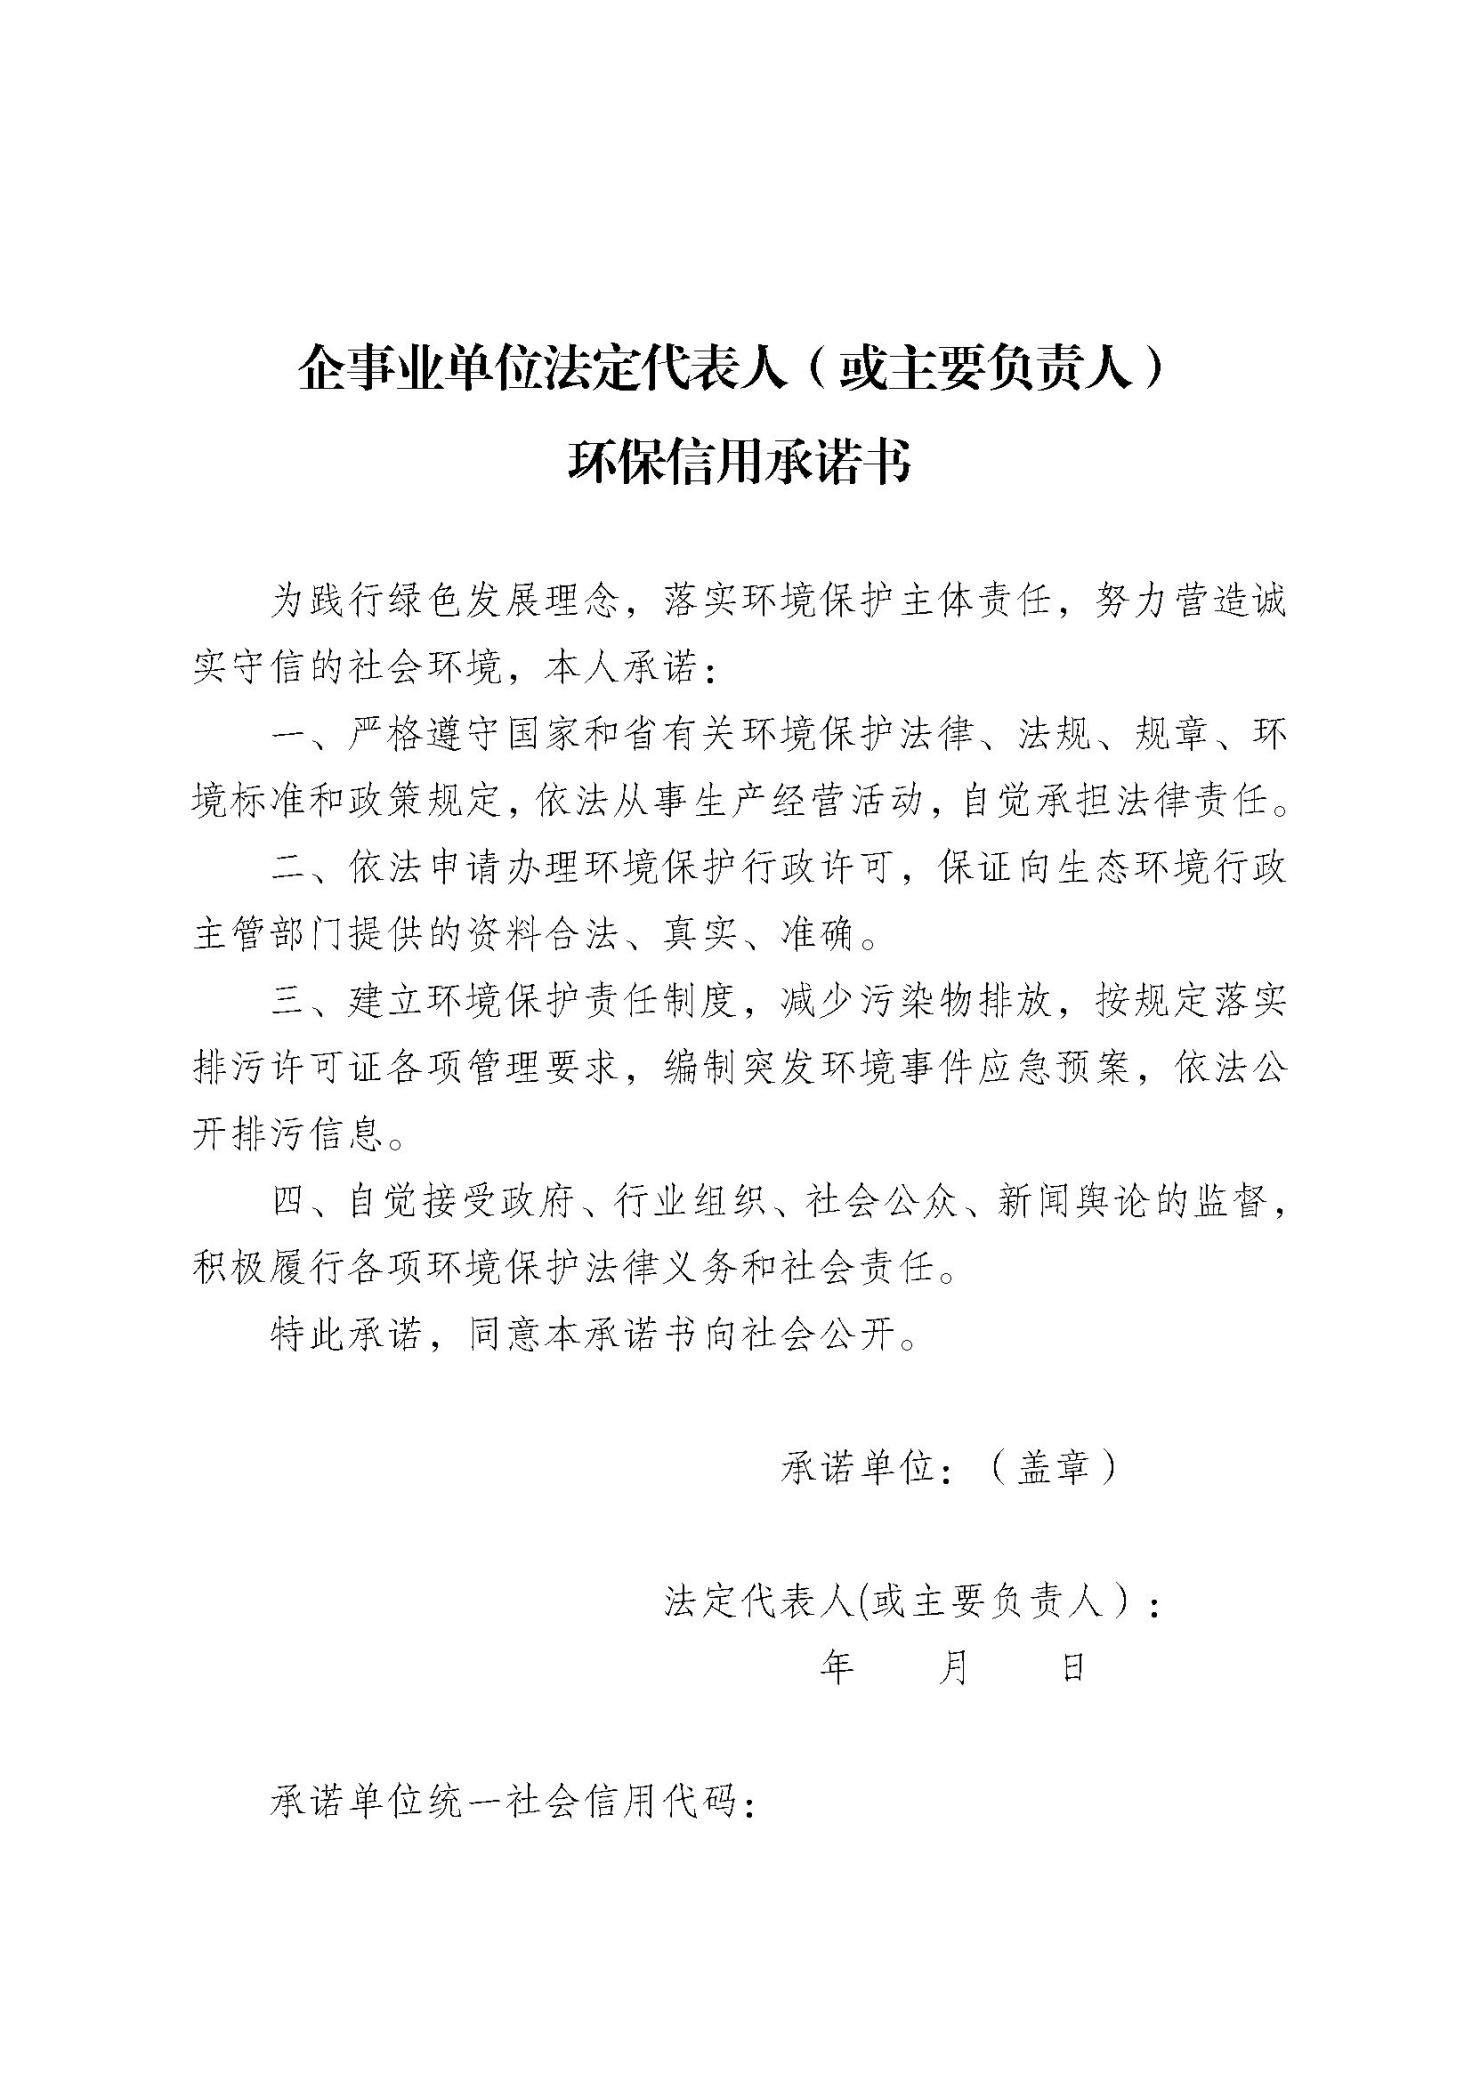 企事业单位法定代表人（或主要负责人）
环保信用承诺书
为践行绿色发展理念，落实环境保护主体责任，努力营造诚
实守信的社会环境，本人承诺：
一、严格遵守国家和省有关环境保护法律、法规、规章、环
境标准和政策规定，依法从事生产经营活动，自觉承担法律责任。
二、依法申请办理环境保护行政许可，保证向生态环境行政
主管部门提供的资料合法、真实、准确。
三、建立环境保护责任制度，减少污染物排放，按规定落实
排污许可证各项管理要求，编制突发环境事件应急预案，依法公
开排污信息。
四、自觉接受政府、行业组织、社会公众、新闻舆论的监督，
积极履行各项环境保护法律义务和社会责任。
特此承诺，同意本承诺书向社会公开。
承诺单位：（盖章）
法定代表人(或主要负责人）：
年 月 日
承诺单位统一社会信用代码：